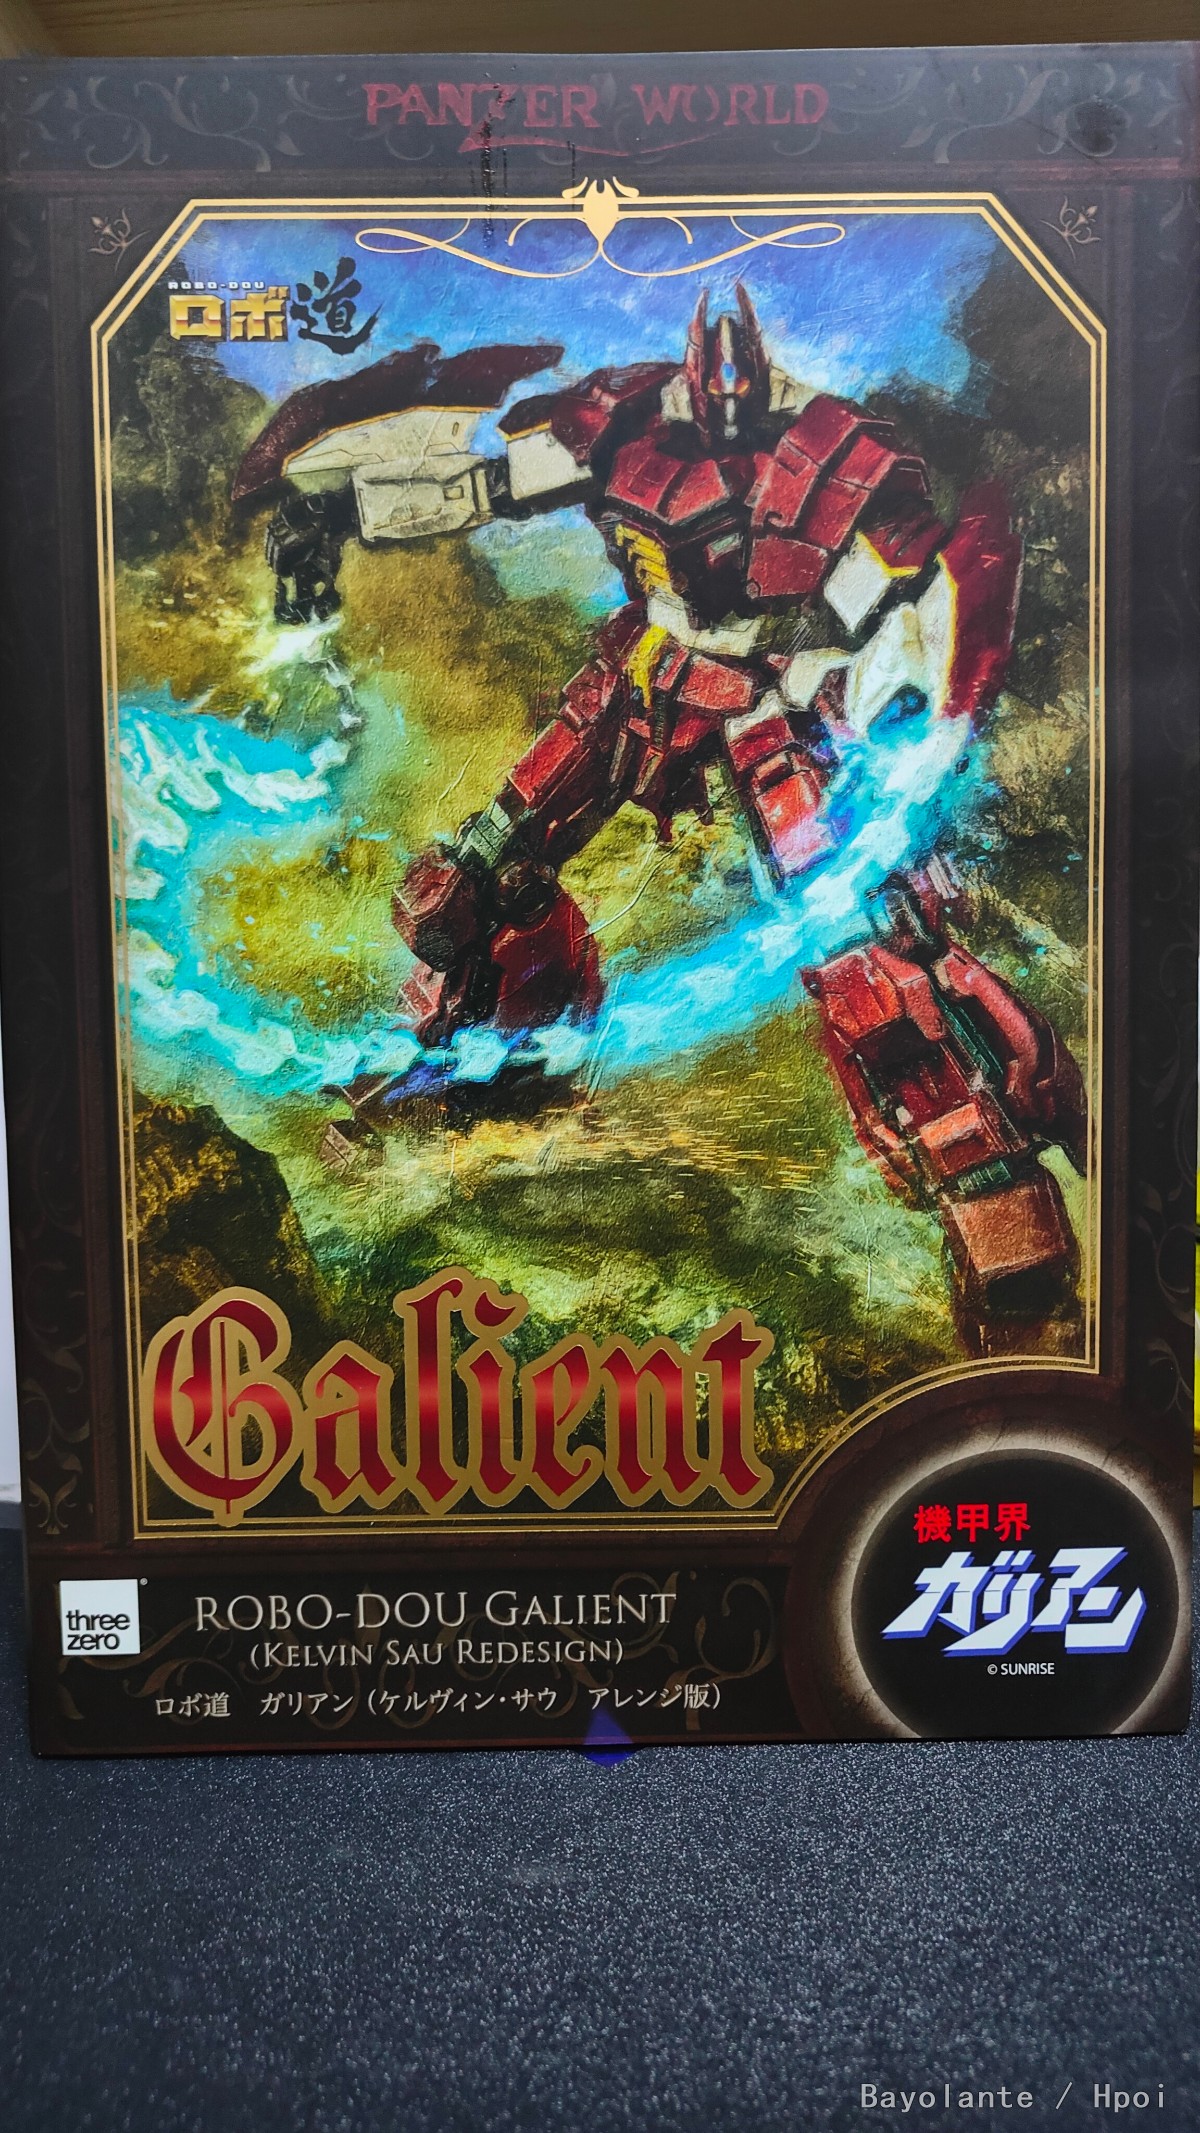 PANZER WORLD
ROBO-DOU
ロボ道
Galient
機甲界
ガリアン
© SUNRISE
three
zero
®
ROBO-DOU GALIENT
(KELVIN SAU REDESIGN)
ロボ道 ガリアン（ケルヴィン・サウ アレンジ版）
Bayolante / Hpoi